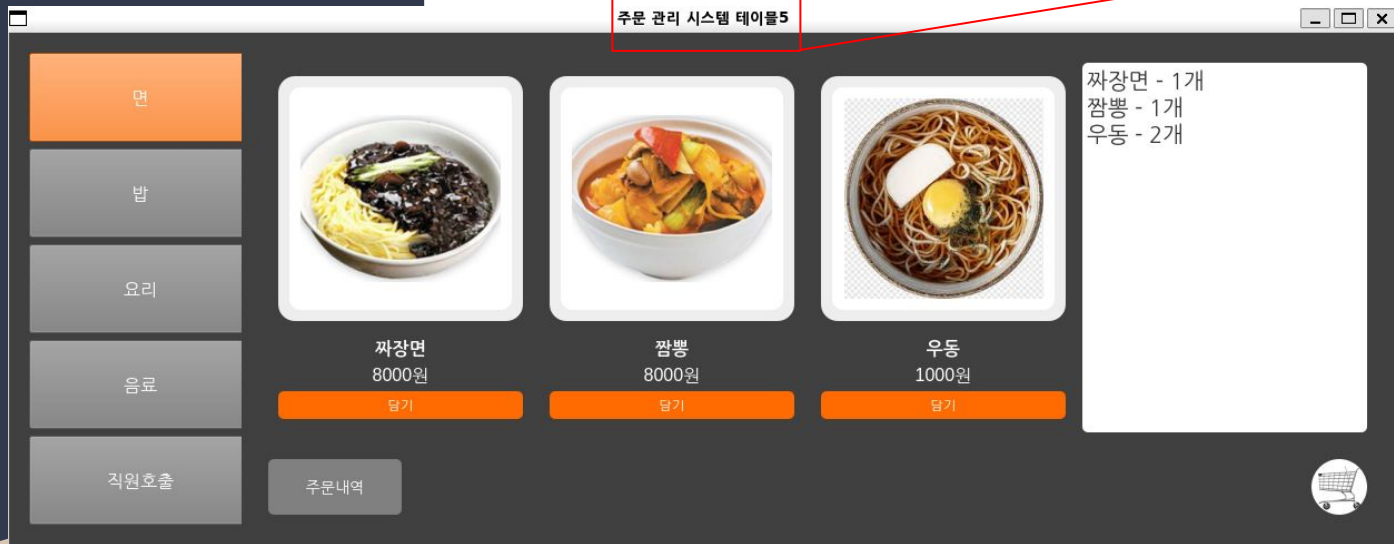 주문 관리 시스템 테이블5
면
밥
요리
음료
직원호출
짜장면
8000원
담기
짬뽕
8000원
담기
우동
1000원
담기
짜장면 - 1개
짬뽕 - 1개
우동 - 2개
주문내역